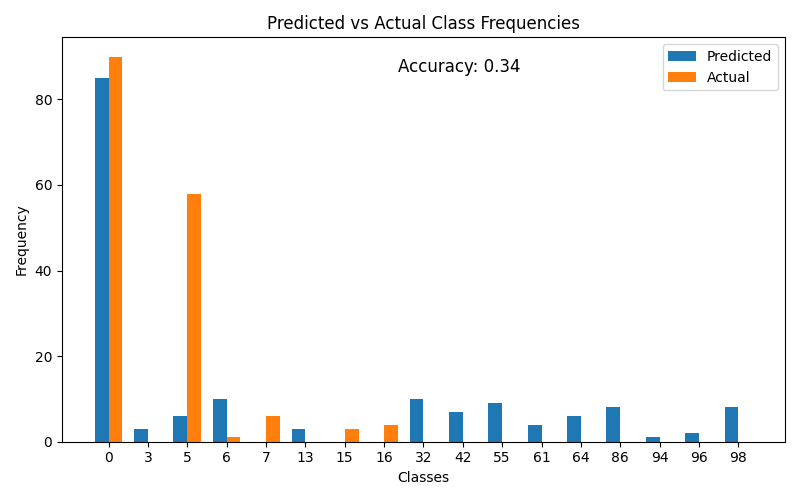 Predicted vs Actual Class Frequencies
Accuracy: 0.34
Predicted
Actual
Frequency
80
60
40
20
0
0 3 5 6 7 13 15 16 32 42 55 61 64 86 94 96 98
Classes